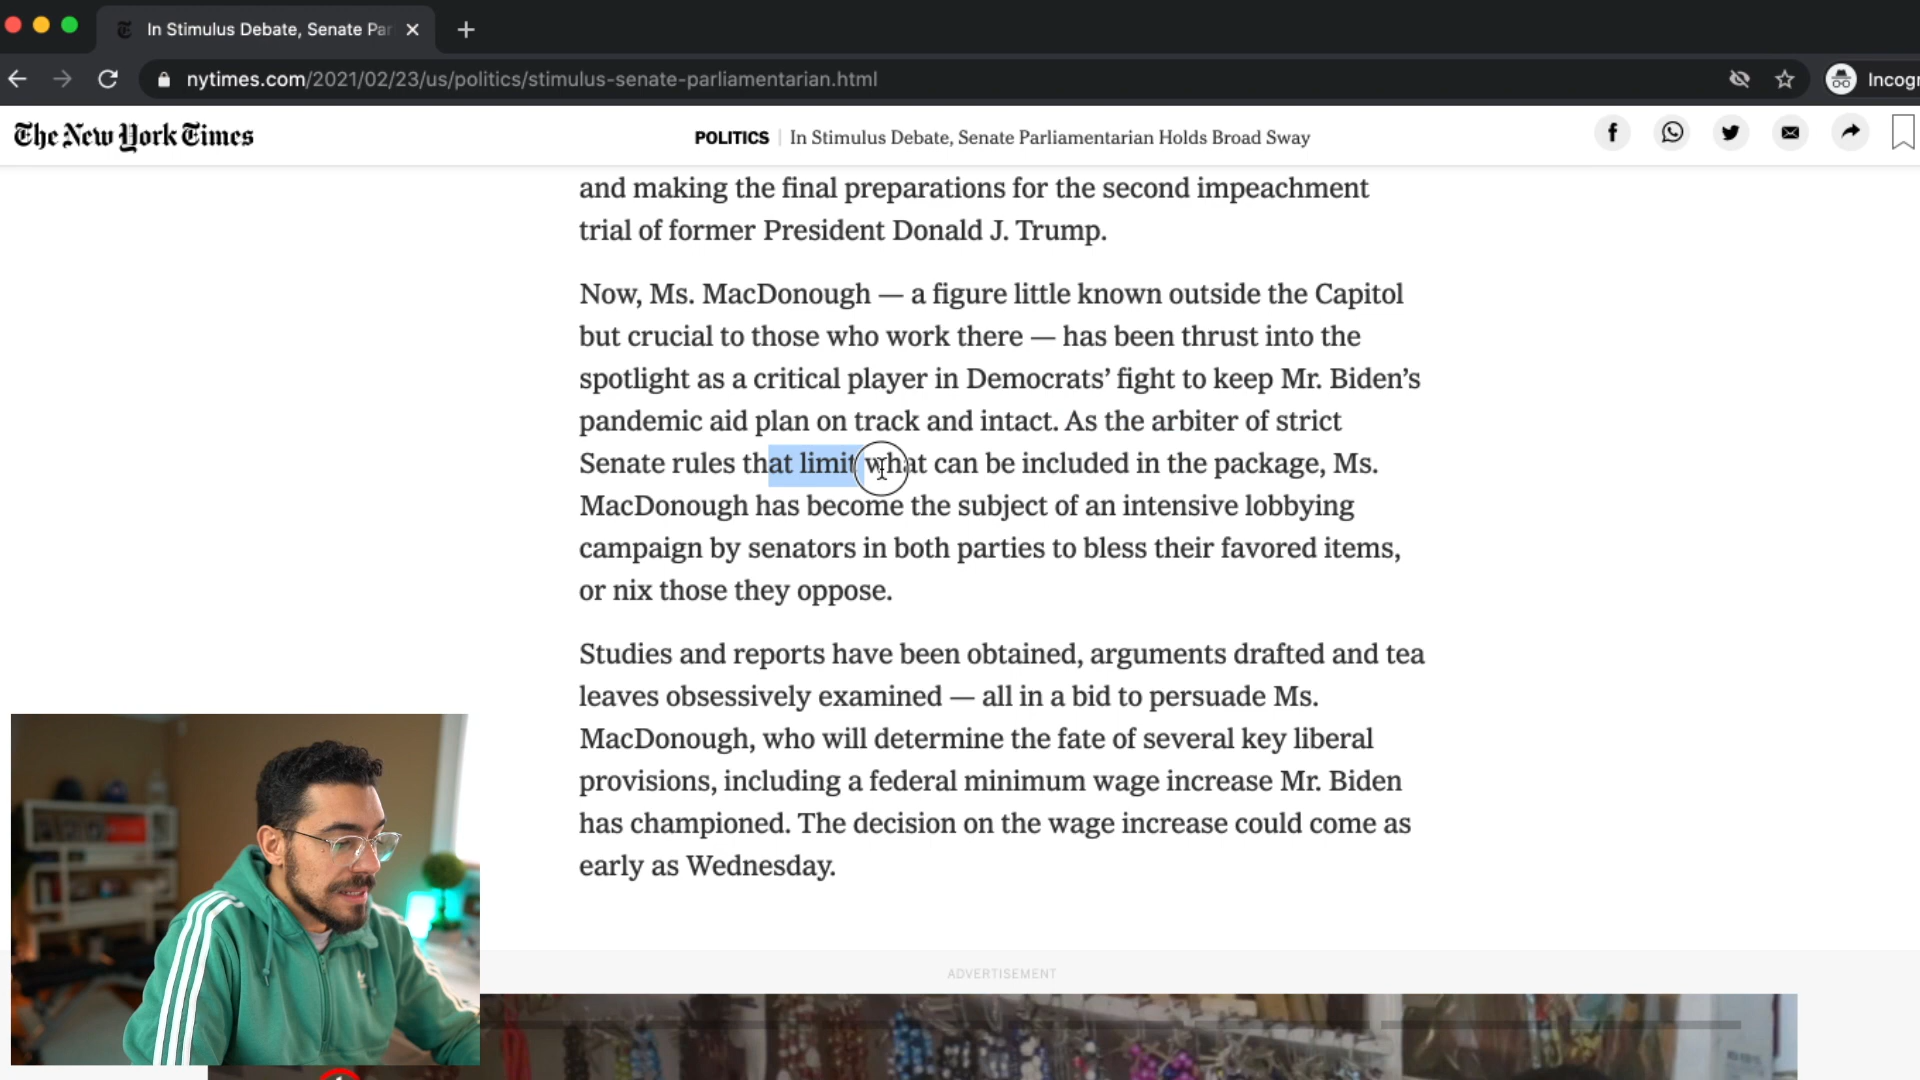 In Stimulus Debate, Senate Par
nytimes.com/2021/02/23/us/politics/stimulus-senate-parliamentarian.html
Incogn
The New York Times
POLITICS | In Stimulus Debate, Senate Parliamentarian Holds Broad Sway
and making the final preparations for the second impeachment
trial of former President Donald J. Trump.
Now, Ms. MacDonough — a figure little known outside the Capitol
but crucial to those who work there — has been thrust into the
spotlight as a critical player in Democrats’ fight to keep Mr. Biden’s
pandemic aid plan on track and intact. As the arbiter of strict
Senate rules that limit what can be included in the package, Ms.
MacDonough has become the subject of an intensive lobbying
campaign by senators in both parties to bless their favored items,
or nix those they oppose.
Studies and reports have been obtained, arguments drafted and tea
leaves obsessively examined — all in a bid to persuade Ms.
MacDonough, who will determine the fate of several key liberal
provisions, including a federal minimum wage increase Mr. Biden
has championed. The decision on the wage increase could come as
early as Wednesday.
ADVERTISEMENT